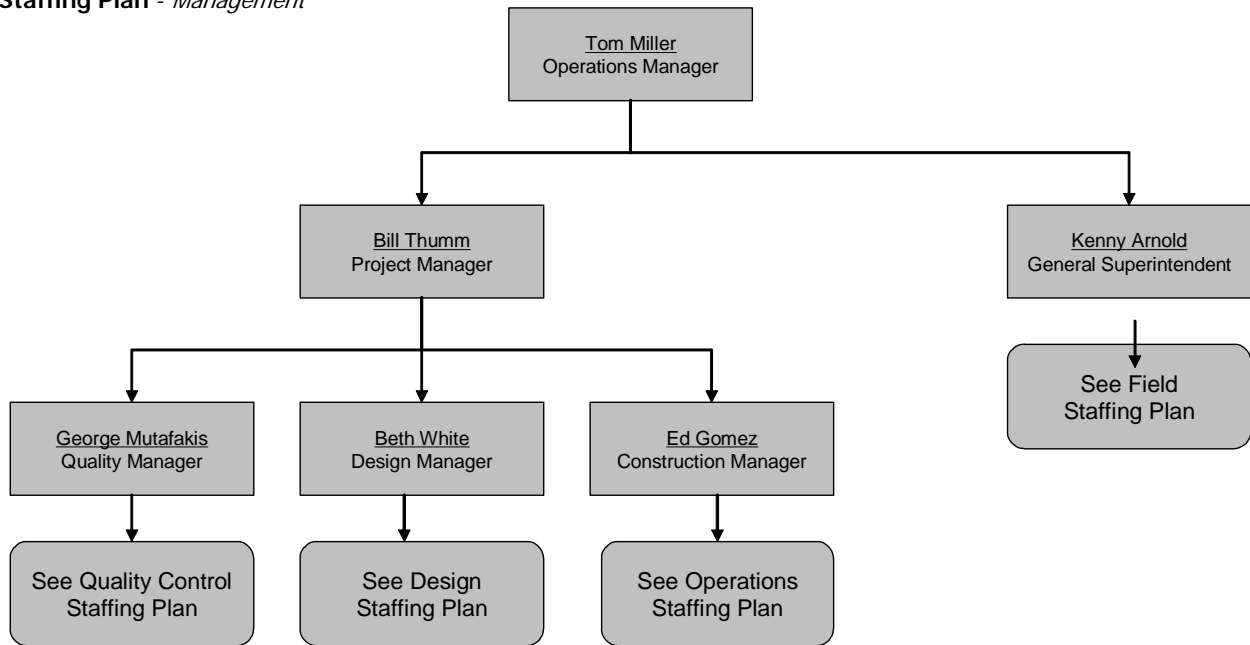 Staffing Plan - Management
Tom Miller
Operations Manager
Bill Thumm
Project Manager
Kenny Arnold
General Superintendent
See Field
Staffing Plan
George Mutafakis
Quality Manager
Beth White
Design Manager
Ed Gomez
Construction Manager
See Quality Control
Staffing Plan
See Design
Staffing Plan
See Operations
Staffing Plan